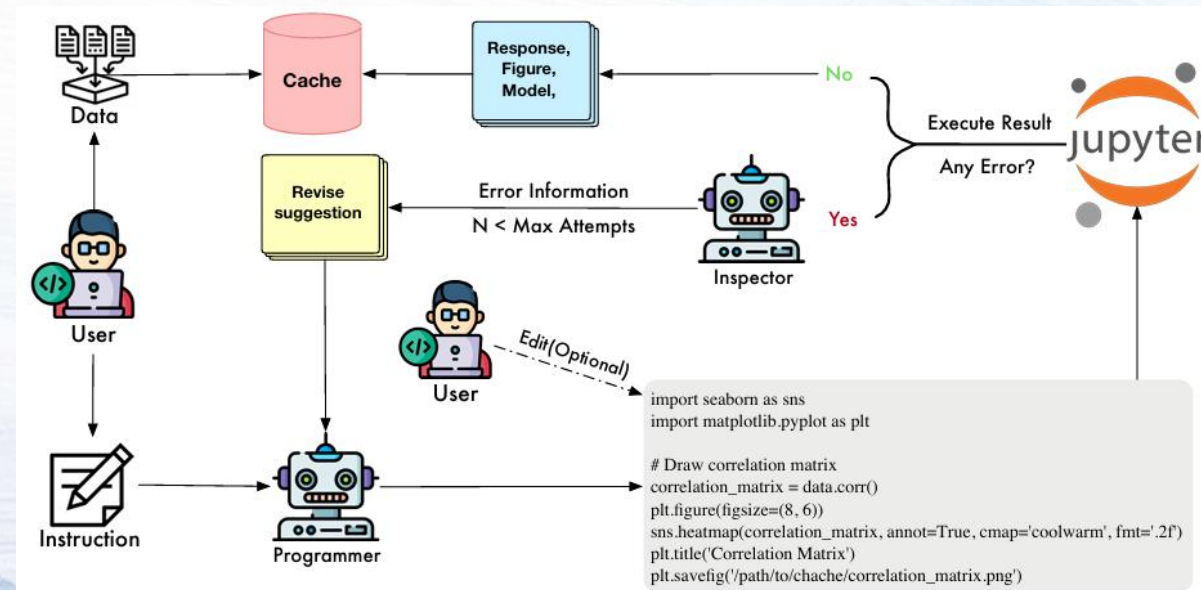 Data
Cache
Response,
Figure,
Model,
No
Execute Result
Any Error?
jupyter
Revise
suggestion
Error Information
N < Max Attempts
Yes
Inspector
</>
User
</>
User
Edit(Optional)
Instruction
Programmer
import seaborn as sns
import matplotlib.pyplot as plt
# Draw correlation matrix
correlation_matrix = data.corr()
plt.figure(figsize=(8, 6))
sns.heatmap(correlation_matrix, annot=True, cmap='coolwarm', fmt='.2f')
plt.title('Correlation Matrix')
plt.savefig('/path/to/chache/correlation_matrix.png')